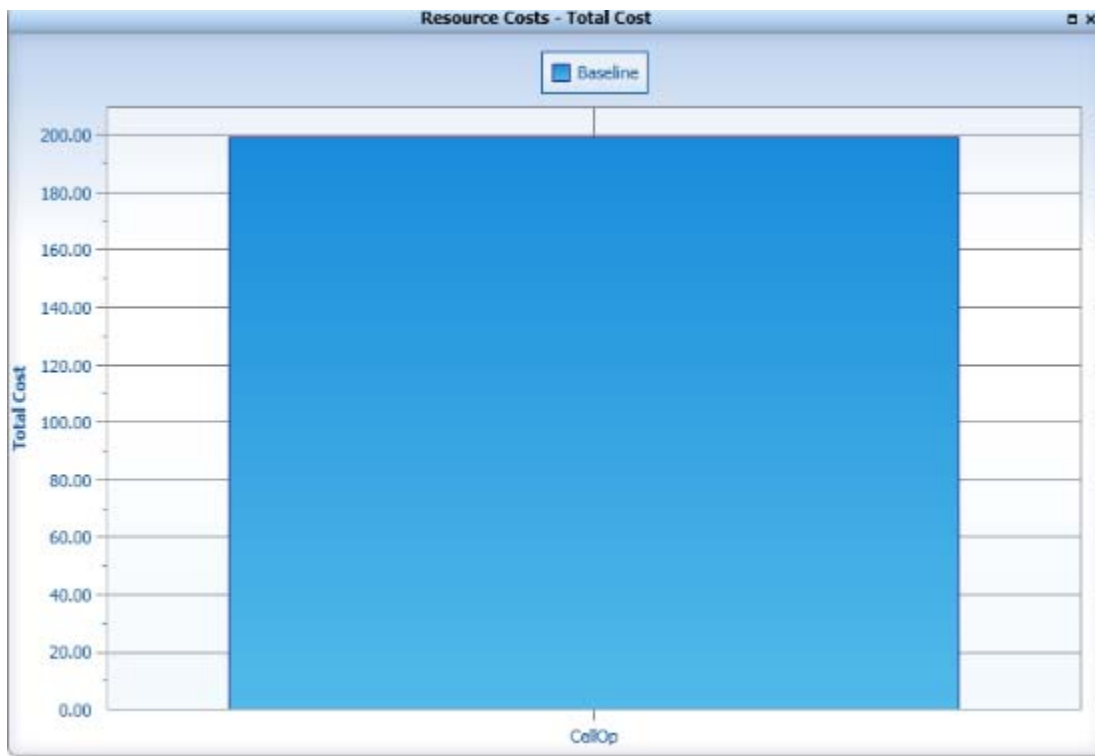 Resource Costs - Total Cost
Baseline
200.00
180.00
160.00
140.00
120.00
100.00
80.00
60.00
40.00
20.00
0.00
Total Cost
CellOp